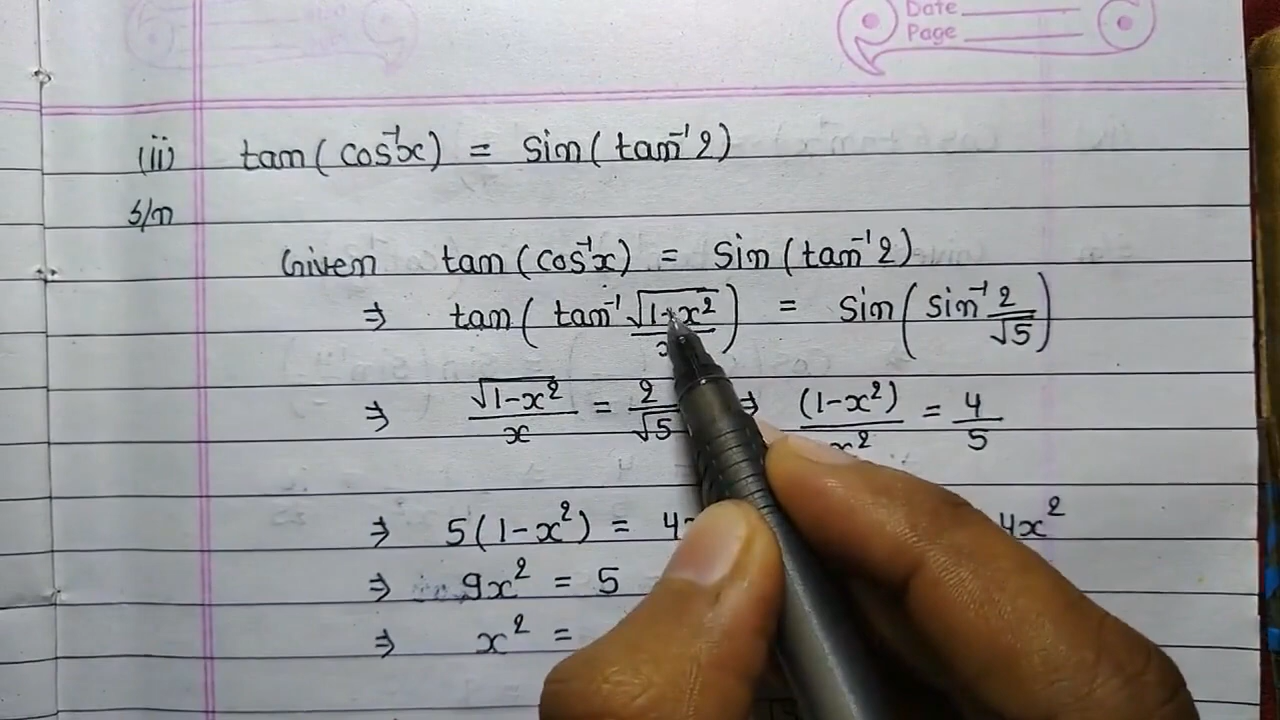 Date
Page
(ii) tan(cos⁻¹x) = sin(tan⁻¹2)
S/n
Given tan(cos⁻¹x) = sin(tan⁻¹2)
⇒ tan(tan⁻¹ √(1-x²)/x) = sin(sin⁻¹ 2/√5)
⇒ √(1-x²)/x = 2/√5 ⇒ (1-x²)/x² = 4/5
⇒ 5(1-x²) = 4x 4x²
⇒ 9x² = 5
⇒ x² =